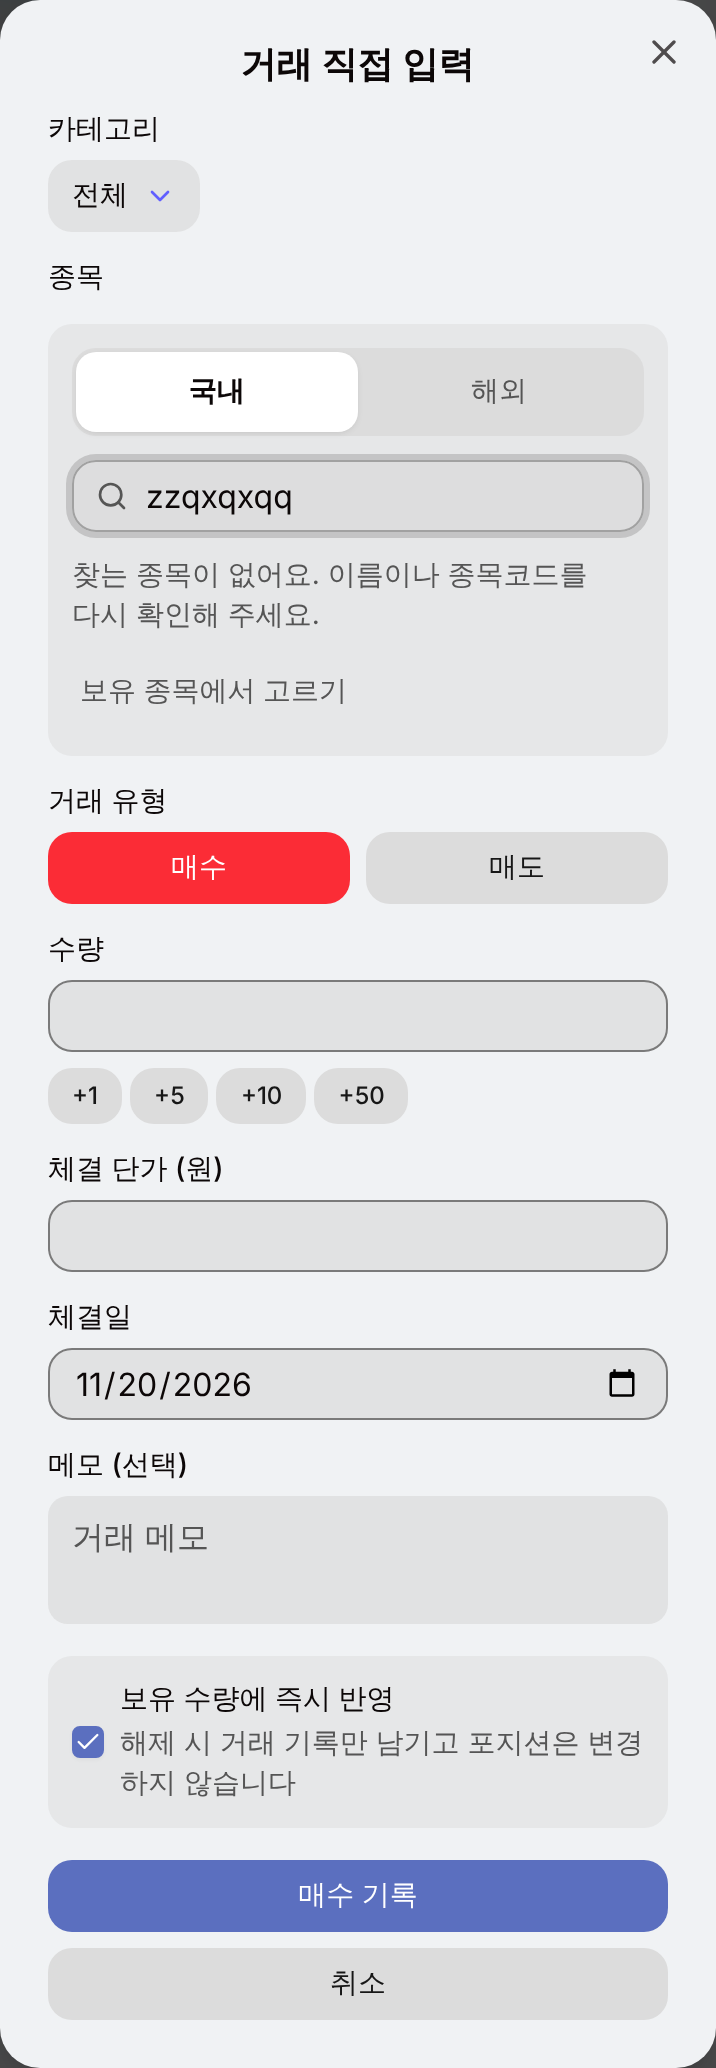 거래 직접 입력
카테고리
전체
종목
국내
해외
zzqxqxqq
찾는 종목이 없어요. 이름이나 종목코드를
다시 확인해 주세요.
보유 종목에서 고르기
거래 유형
매수
매도
수량
+1
+5
+10
+50
체결 단가 (원)
체결일
11/20/2026
메모 (선택)
거래 메모
보유 수량에 즉시 반영
해제 시 거래 기록만 남기고 포지션은 변경
하지 않습니다
매수 기록
취소